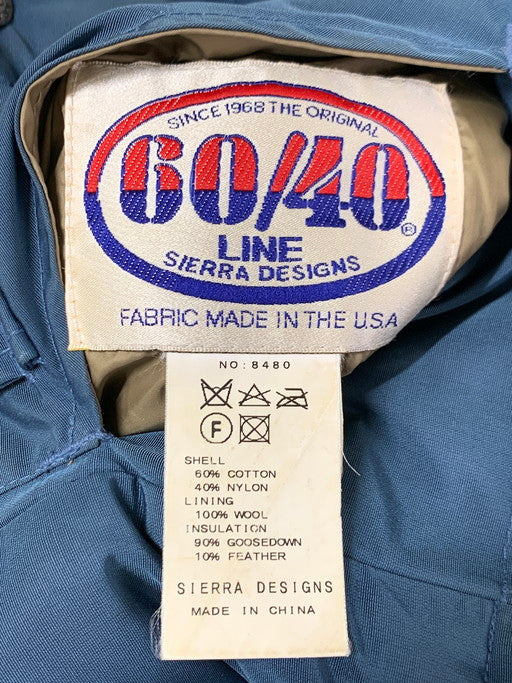 SINCE 1968 THE ORIGINAL
60/40
LINE
SIERRA DESIGNS
®
FABRIC MADE IN THE U.S.A
NO:8480
F
SHELL
60% COTTON
40% NYLON
LINING
100% WOOL
INSULATION
90% GOOSEDOWN
10% FEATHER
SIERRA DESIGNS
MADE IN CHINA